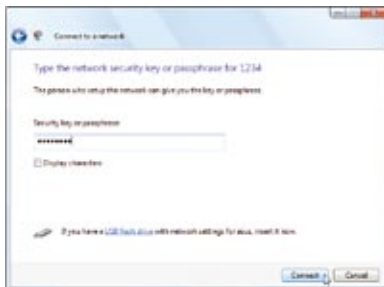 Connect to a network
Type the network security key or passphrase for 1234
The person who setup the network can give you the key or passphrase.
Security key or passphrase:
••••••••
Display characters
If you have a USB flash drive with network settings for asus, insert it now.
Connect
Cancel